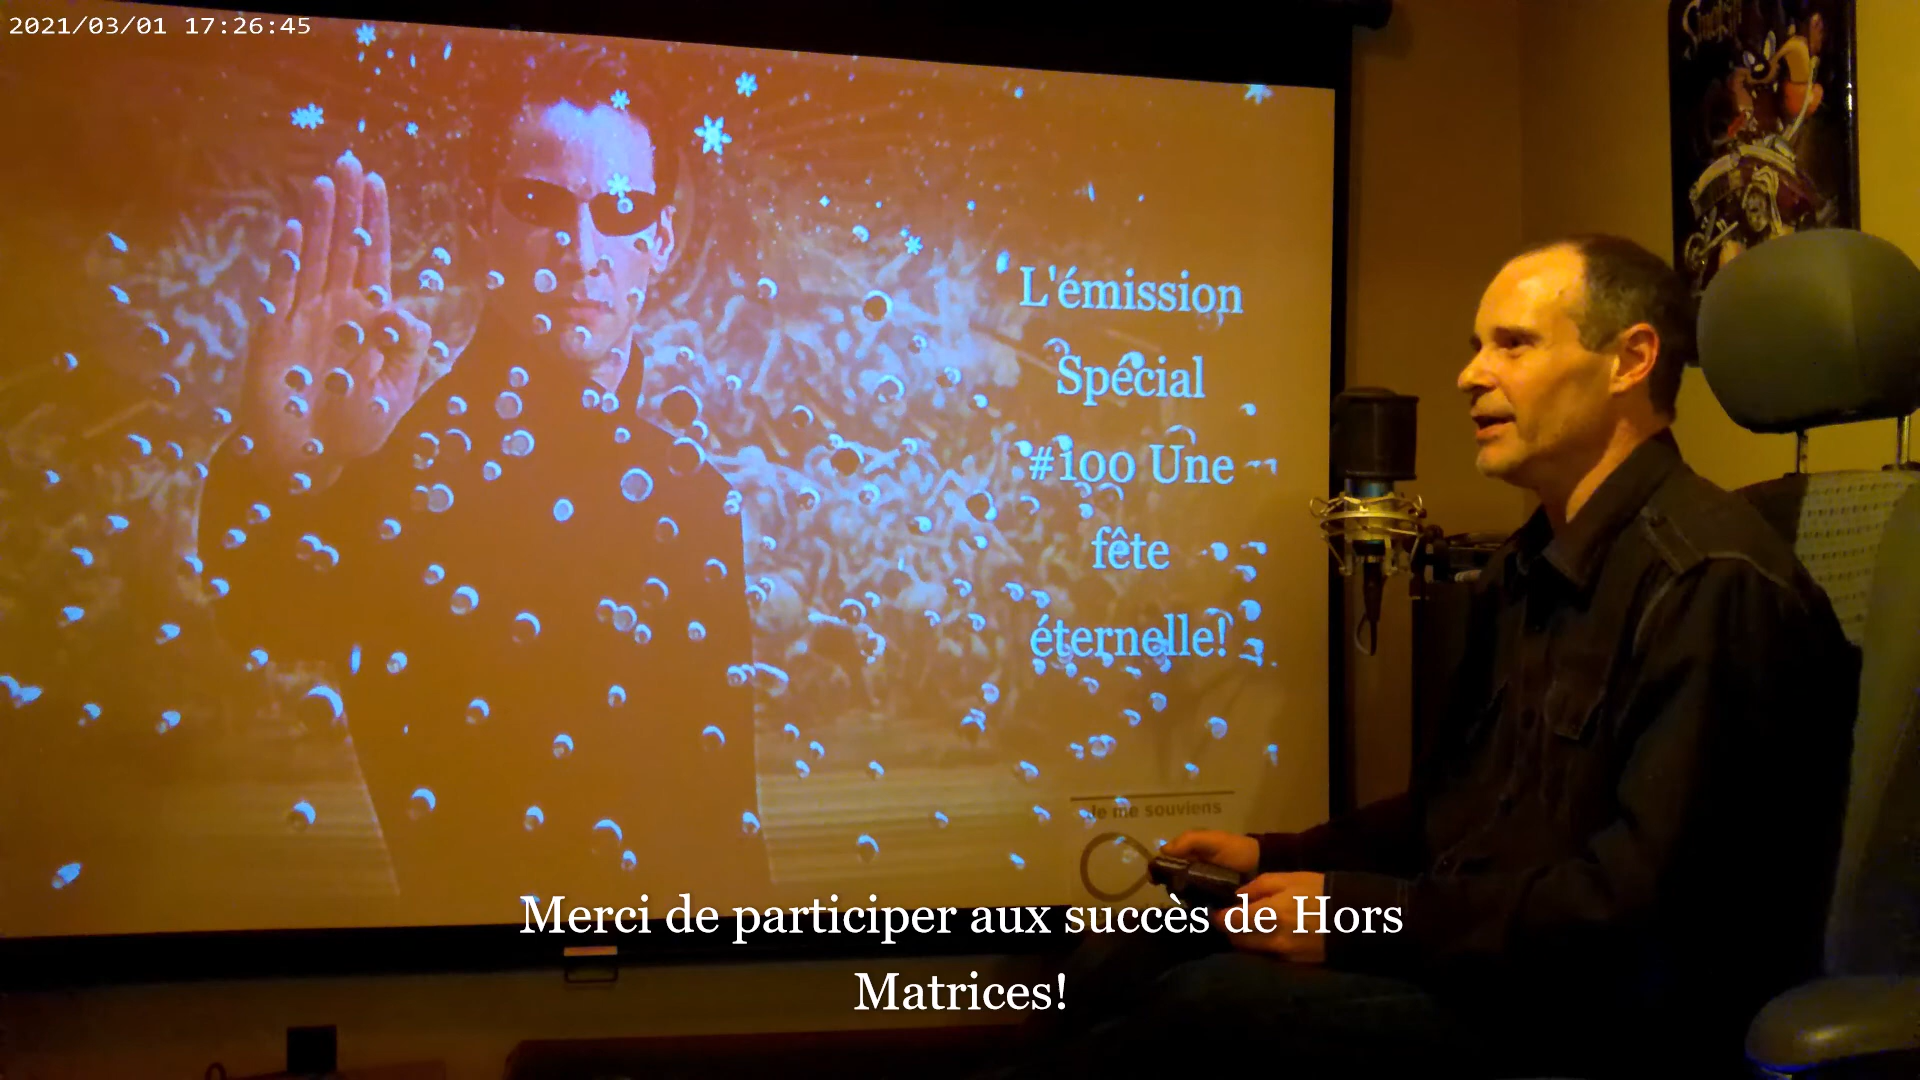 2021/03/01 17:26:45
Smokin'
L'émission
Spécial
#100 Une
fête
éternelle!
Je me souviens
Merci de participer aux succès de Hors
Matrices!